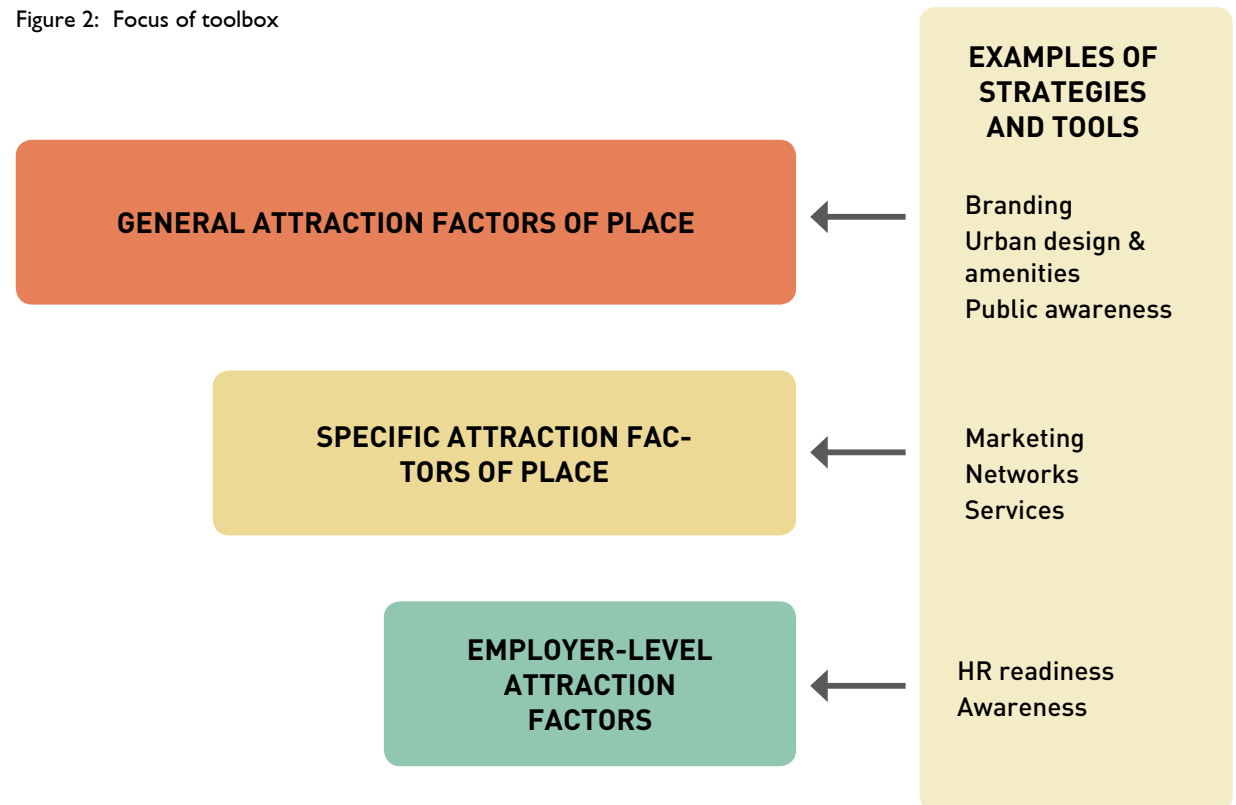 Figure 2: Focus of toolbox
EXAMPLES OF
STRATEGIES
AND TOOLS
GENERAL ATTRACTION FACTORS OF PLACE
Branding
Urban design &
amenities
Public awareness
SPECIFIC ATTRACTION FAC-
TORS OF PLACE
Marketing
Networks
Services
EMPLOYER-LEVEL
ATTRACTION
FACTORS
HR readiness
Awareness